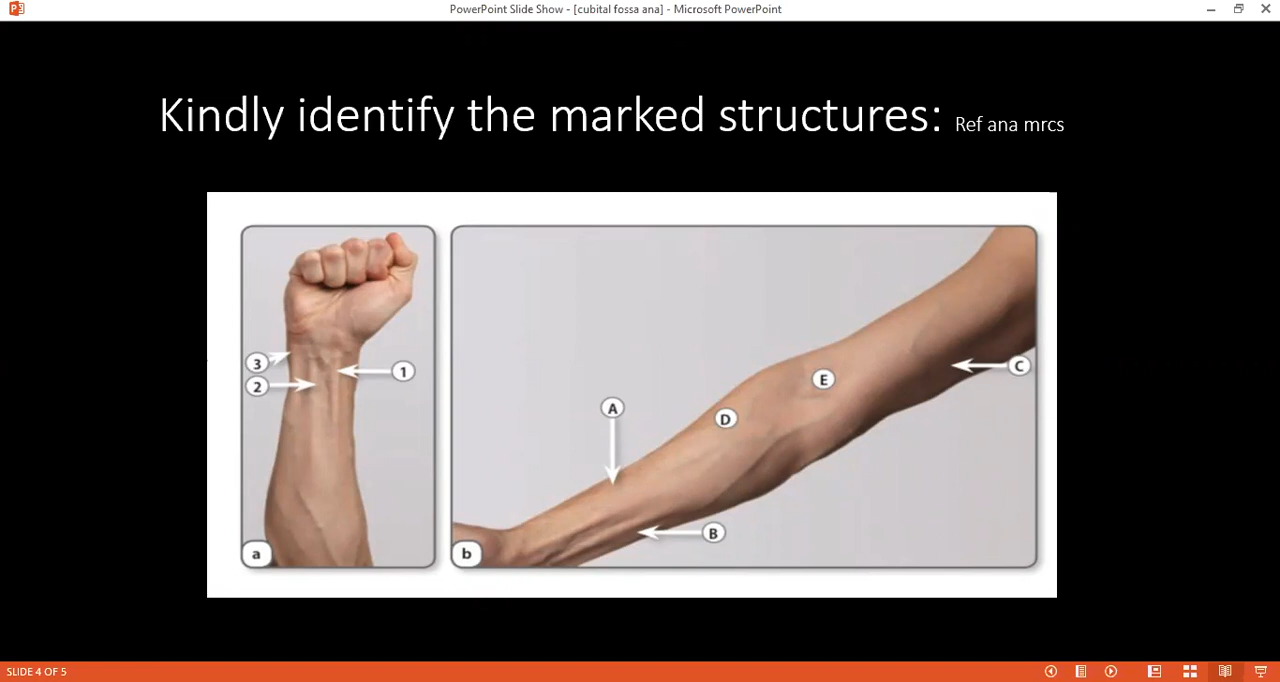 PowerPoint Slide Show - [cubital fossa ana] - Microsoft PowerPoint
Kindly identify the marked structures: Ref ana mrcs
3
2
1
a
A
D
E
C
B
b
SLIDE 4 OF 5